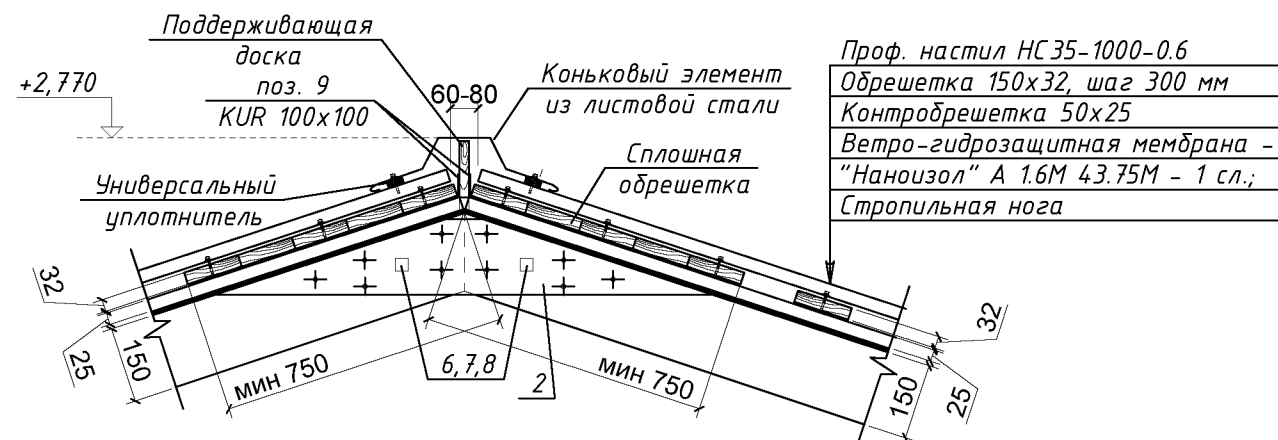 Поддерживающая
доска
поз. 9
KUR 100x100
+2,770
60-80
Коньковый элемент
из листовой стали
Проф. настил НС35-1000-0.6
Обрешетка 150х32, шаг 300 мм
Контробрешетка 50х25
Ветро-гидрозащитная мембрана -
"Наноизол" А 1.6М 43.75М - 1 сл.;
Стропильная нога
Универсальный
уплотнитель
Сплошная
обрешетка
32
25
150
мин 750
6,7,8
2
мин 750
32
25
150